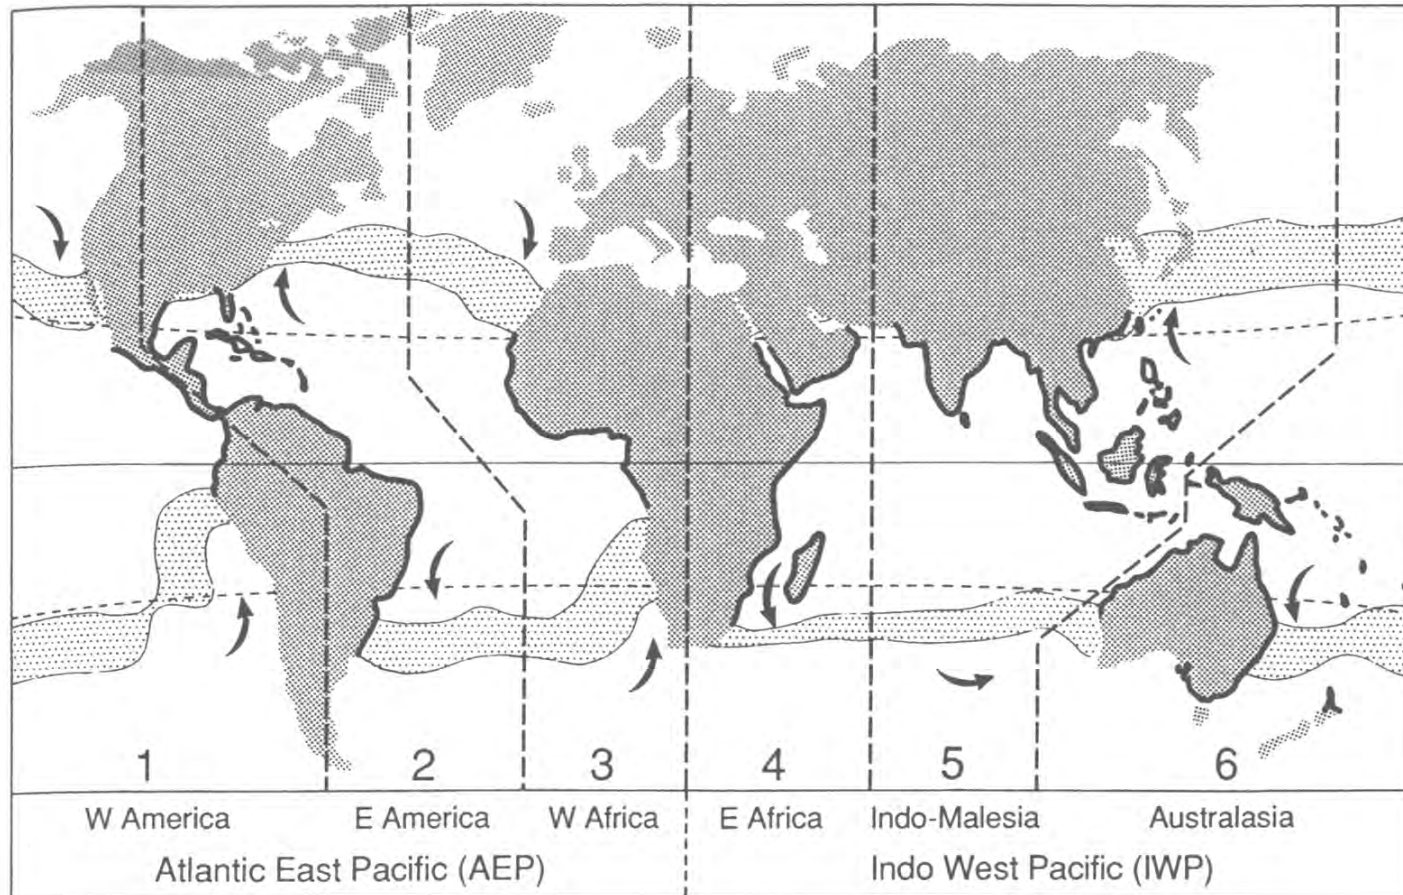 1 2 3 4 5 6
W America E America W Africa E Africa Indo-Malesia Australasia
Atlantic East Pacific (AEP) Indo West Pacific (IWP)